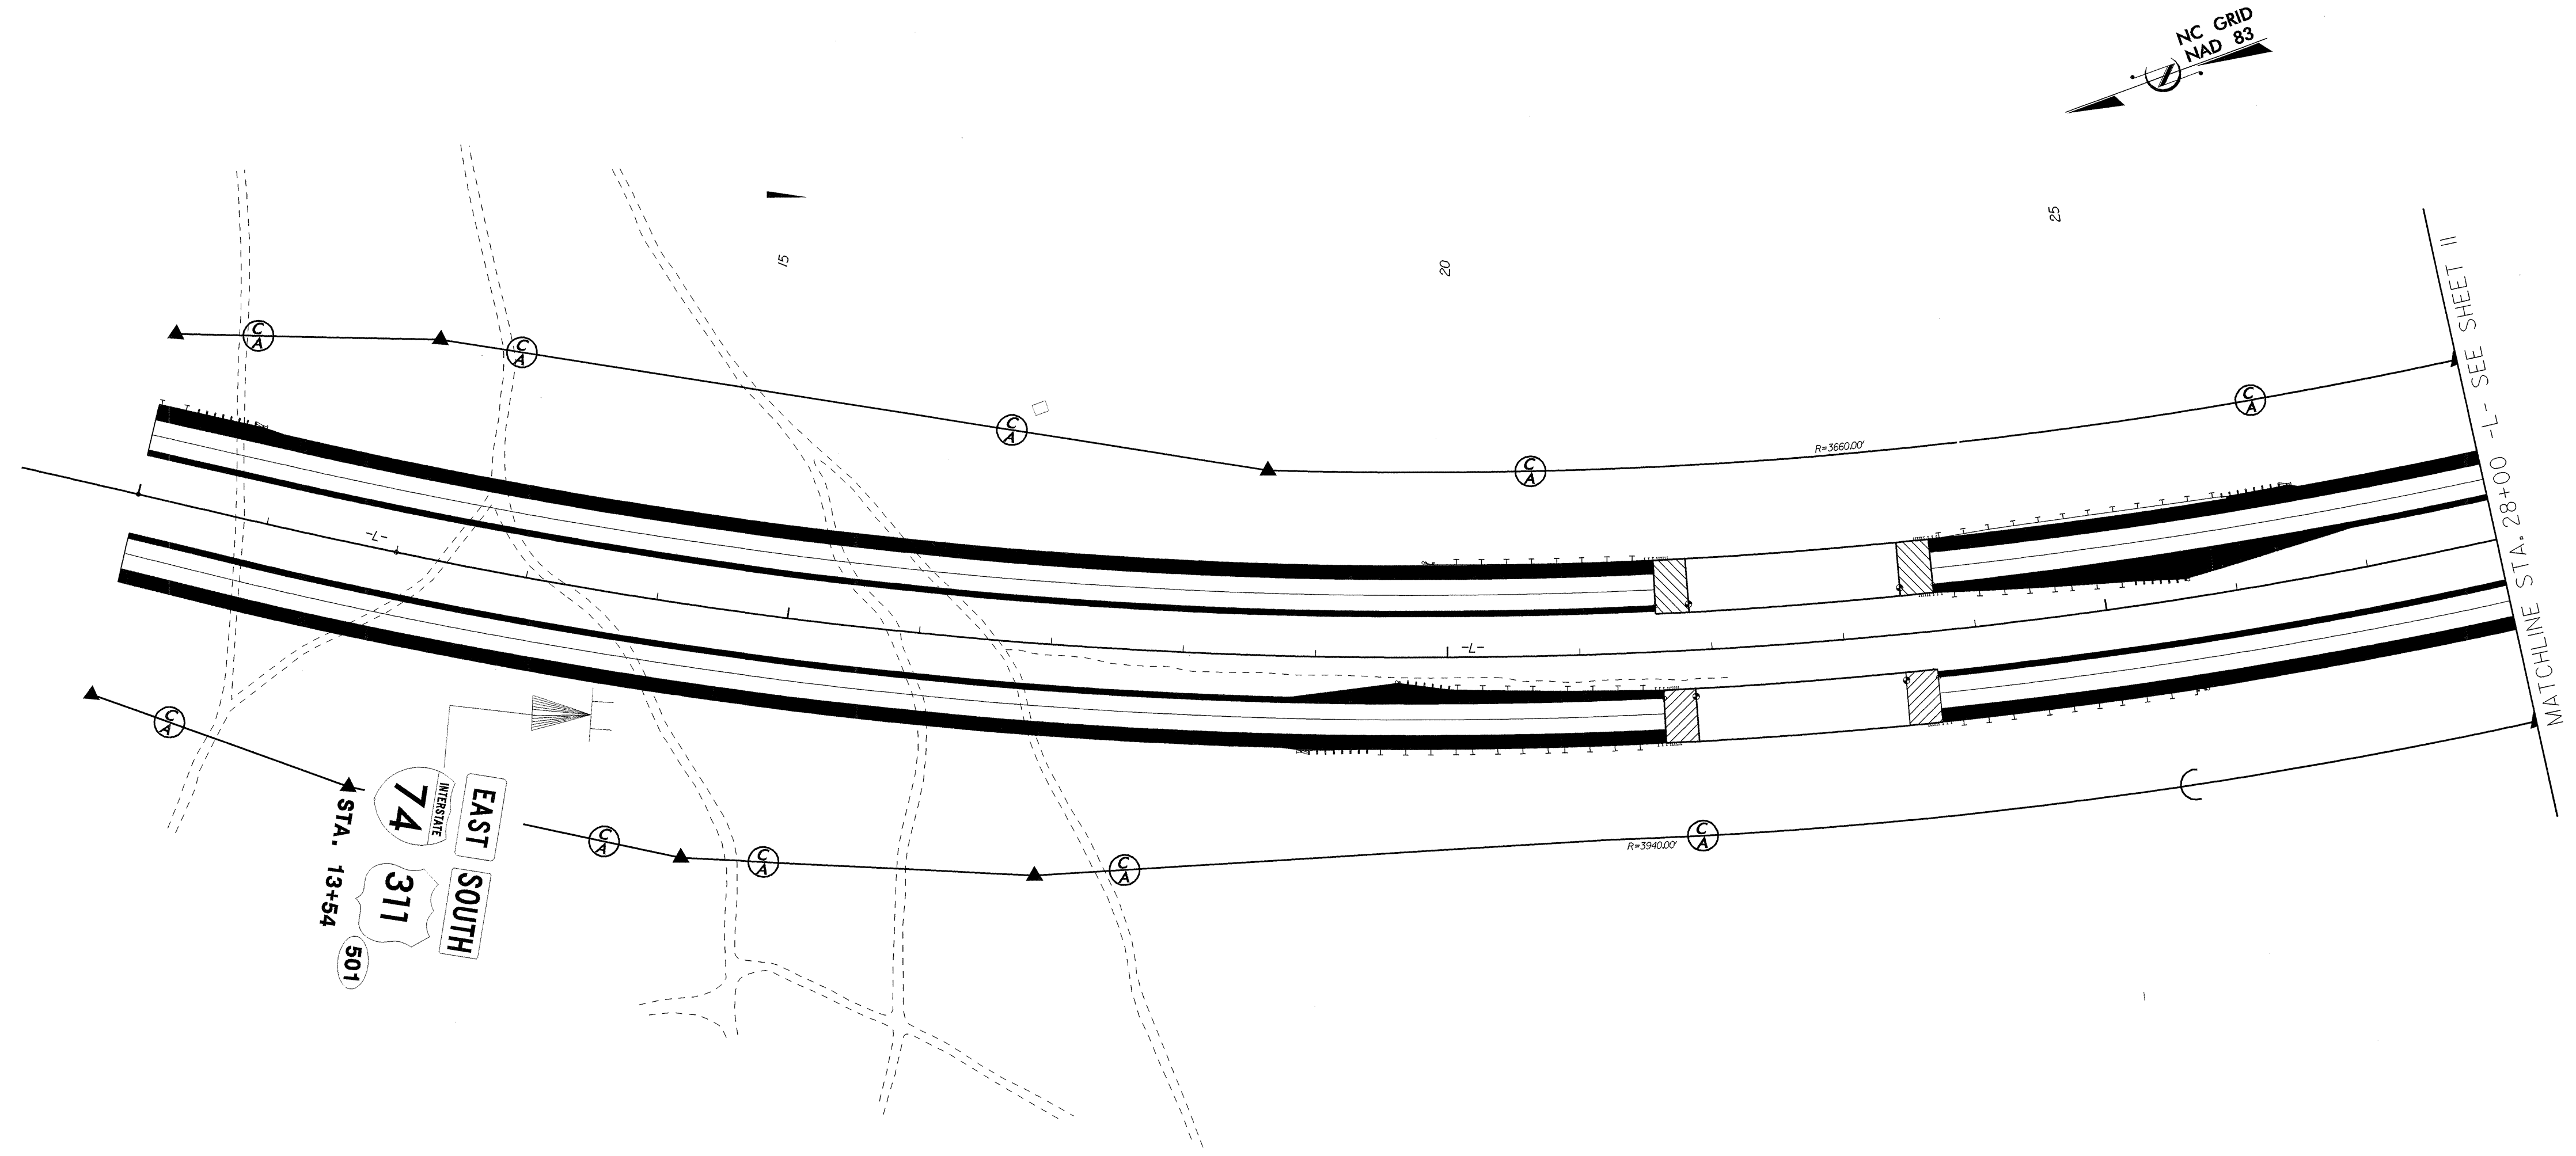 NC GRID
NAD 83
15
20
25
C
A
C
A
C
A
C
A
C
A
R=3660.00'
MATCHLINE STA. 28+00 -L- SEE SHEET 11
-L-
-L-
C
A
EAST
INTERSTATE
74
SOUTH
311
STA. 13+54
501
C
A
C
A
C
A
C
A
R=3940.00'
C